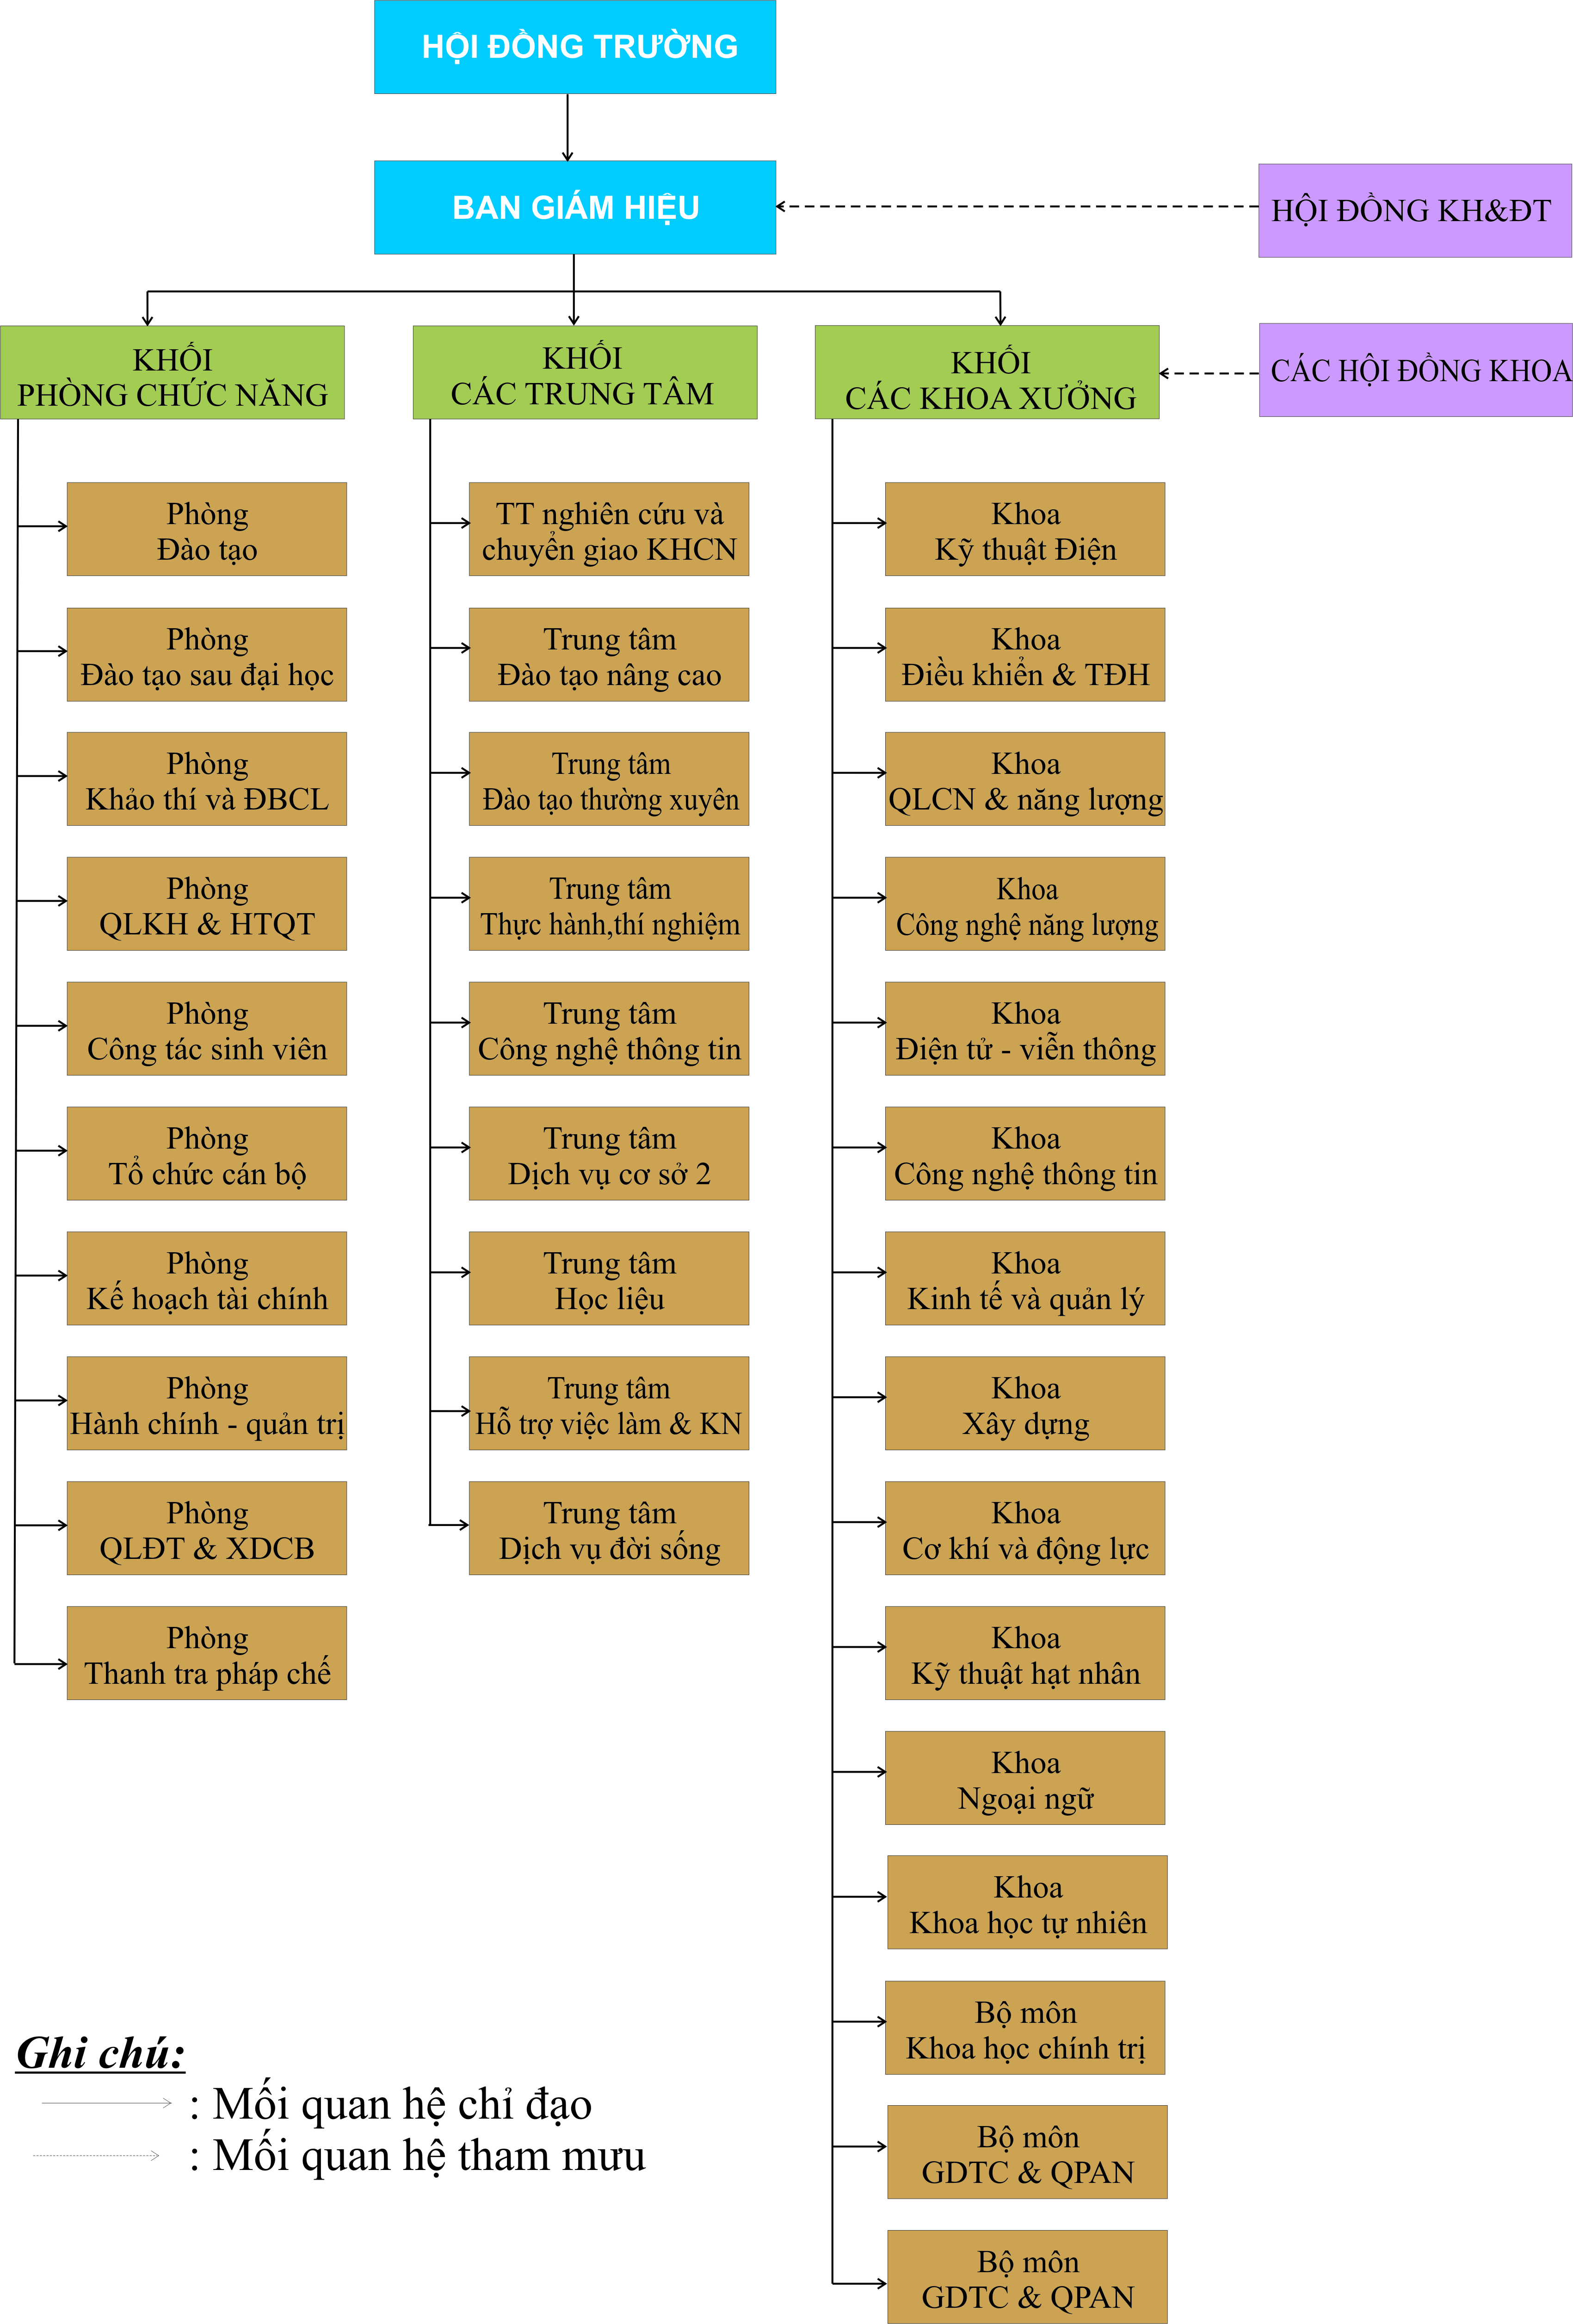 HỘI ĐỒNG TRƯỜNG
BAN GIÁM HIỆU
HỘI ĐỒNG KH&ĐT
KHỐI
PHÒNG CHỨC NĂNG
KHỐI
CÁC TRUNG TÂM
KHỐI
CÁC KHOA XƯỞNG
CÁC HỘI ĐỒNG KHOA
Phòng
Đào tạo
Phòng
Đào tạo sau đại học
Phòng
Khảo thí và ĐBCL
Phòng
QLKH & HTQT
Phòng
Công tác sinh viên
Phòng
Tổ chức cán bộ
Phòng
Kế hoạch tài chính
Phòng
Hành chính - quản trị
Phòng
QLĐT & XDCB
Phòng
Thanh tra pháp chế
TT nghiên cứu và
chuyển giao KHCN
Trung tâm
Đào tạo nâng cao
Trung tâm
Đào tạo thường xuyên
Trung tâm
Thực hành,thí nghiệm
Trung tâm
Công nghệ thông tin
Trung tâm
Dịch vụ cơ sở 2
Trung tâm
Học liệu
Trung tâm
Hỗ trợ việc làm & KN
Trung tâm
Dịch vụ đời sống
Khoa
Kỹ thuật Điện
Khoa
Điều khiển & TĐH
Khoa
QLCN & năng lượng
Khoa
Công nghệ năng lượng
Khoa
Điện tử - viễn thông
Khoa
Công nghệ thông tin
Khoa
Kinh tế và quản lý
Khoa
Xây dựng
Khoa
Cơ khí và động lực
Khoa
Kỹ thuật hạt nhân
Khoa
Ngoại ngữ
Khoa
Khoa học tự nhiên
Bộ môn
Khoa học chính trị
Bộ môn
GDTC & QPAN
Bộ môn
GDTC & QPAN
Ghi chú:
: Mối quan hệ chỉ đạo
: Mối quan hệ tham mưu